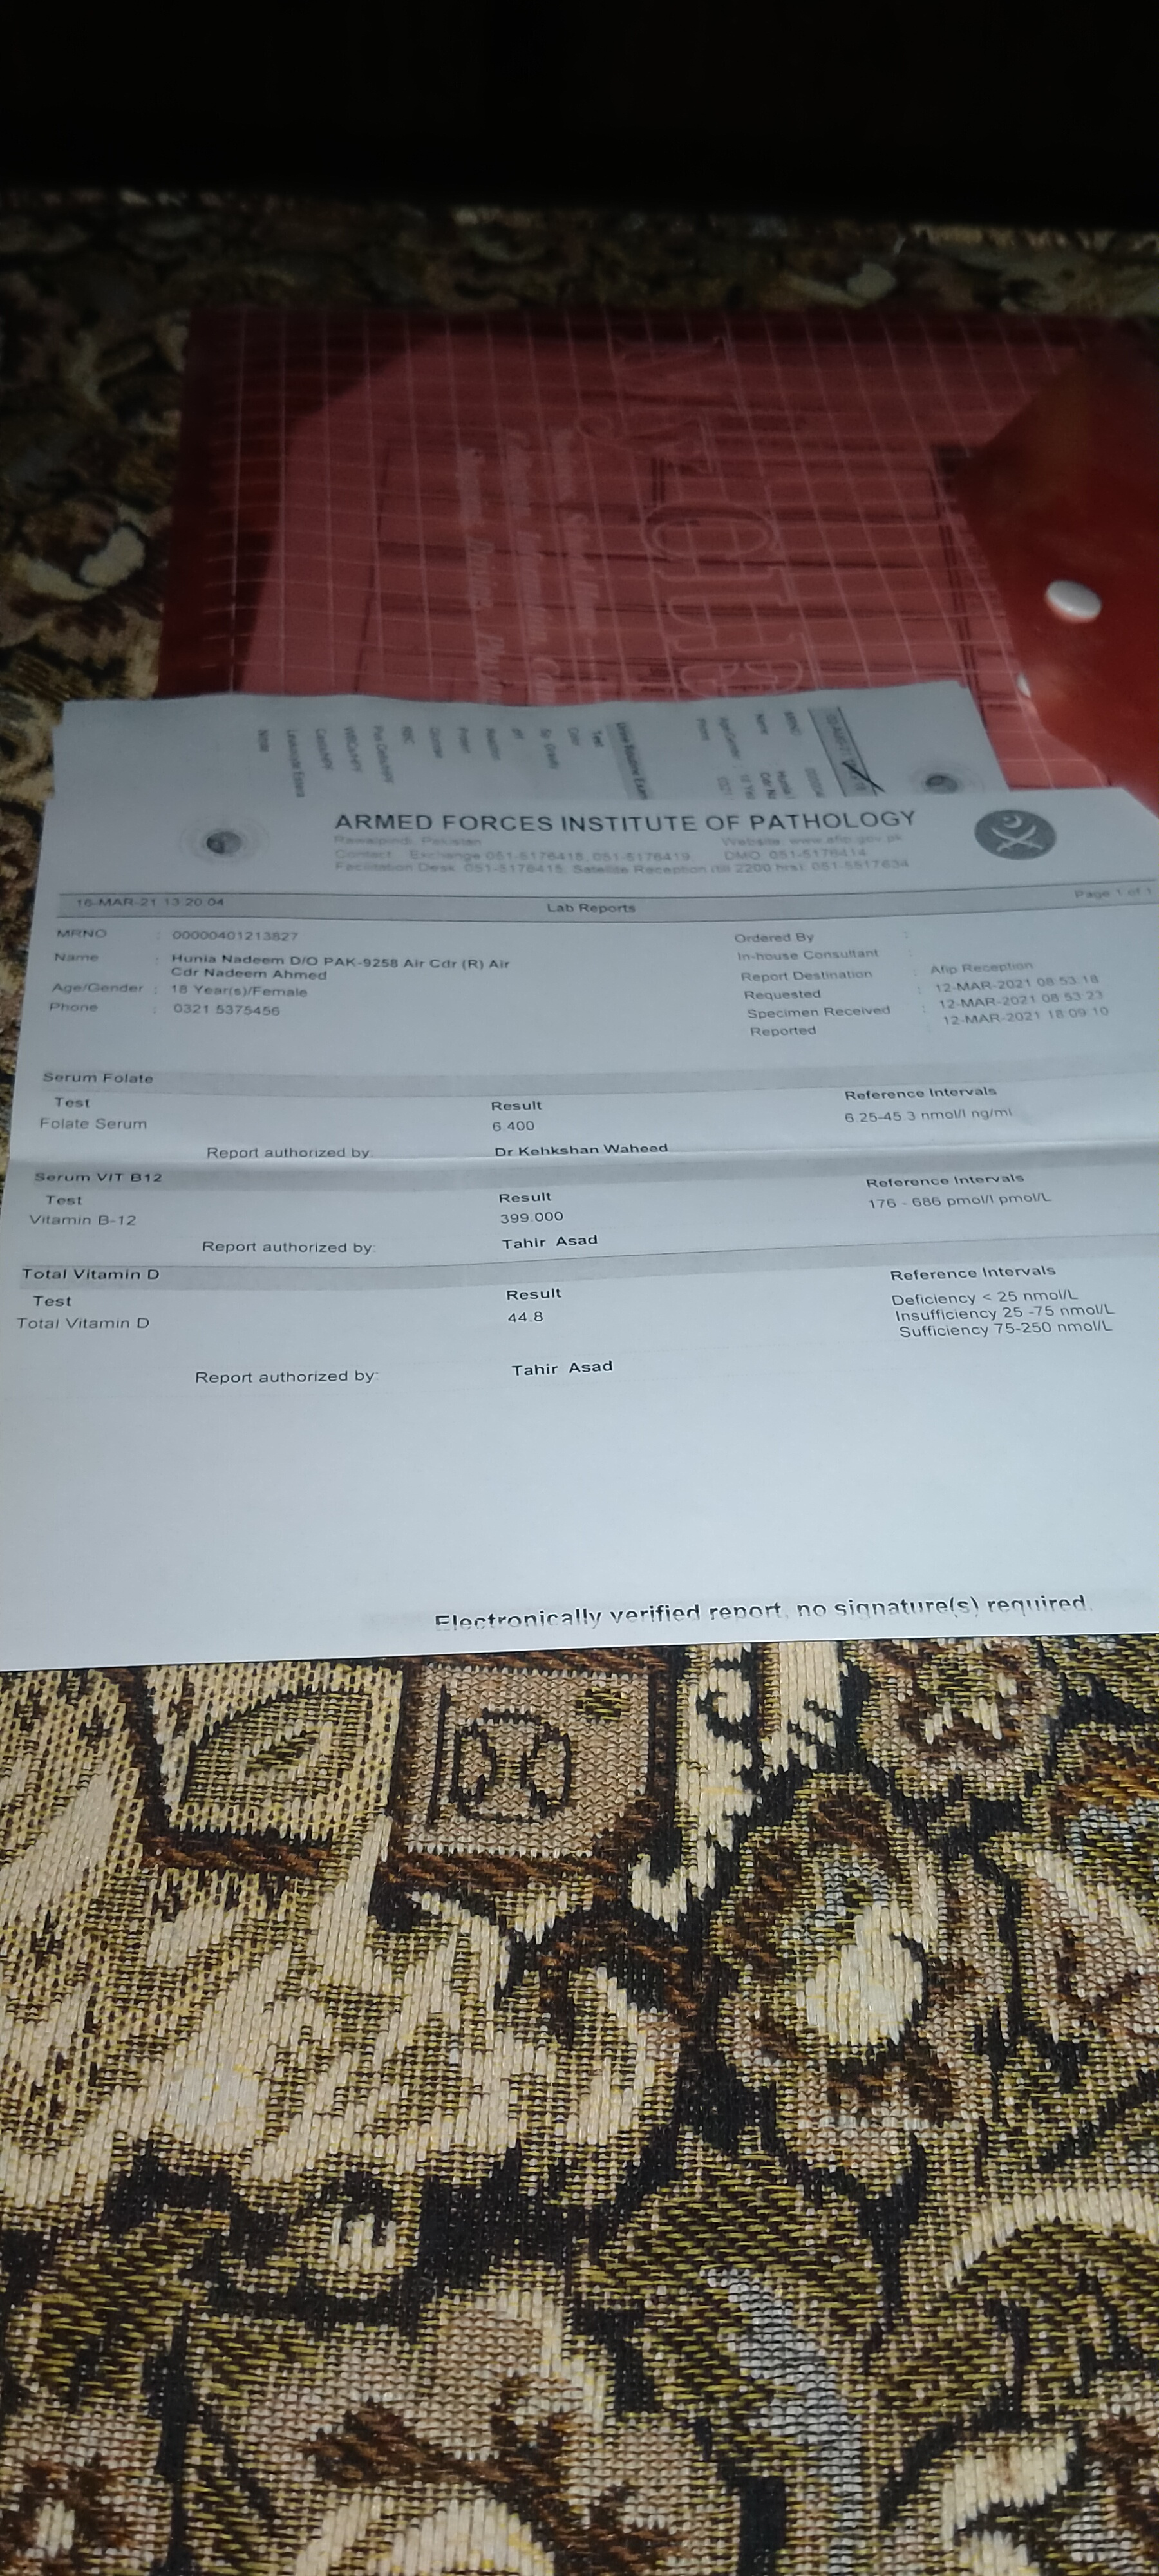 ARMED FORCES INSTITUTE OF PATHOLOGY
Rawalpindi, Pakistan Website: www.afip.gov.pk
Contact Exchange 051-5176418, 051-5176419, DMO: 051-5176414
Facilitation Desk: 051-5176415, Satellite Reception (till 2200 hrs): 051-5517634
16-MAR-21 13:20:04 Lab Reports Page 1 of 1
MRNO : 00000401213827
Name : Hunia Nadeem D/O PAK-9258 Air Cdr (R) Air
Cdr Nadeem Ahmed
Age/Gender : 18 Year(s)/Female
Phone : 0321 5375456
Ordered By :
In-house Consultant
Report Destination : Afip Reception
Requested : 12-MAR-2021 08:53:18
Specimen Received : 12-MAR-2021 08:53:23
Reported 12-MAR-2021 18:09:10
Serum Folate
Test Result Reference Intervals
Folate Serum 6.400 6.25-45.3 nmol/l ng/ml
Report authorized by: Dr Kehkshan Waheed
Serum VIT B12
Test Result Reference Intervals
Vitamin B-12 399.000 176 - 686 pmol/l pmol/L
Report authorized by: Tahir Asad
Total Vitamin D
Test Result Reference Intervals
Total Vitamin D 44.8 Deficiency < 25 nmol/L
Insufficiency 25 -75 nmol/L
Sufficiency 75-250 nmol/L
Report authorized by: Tahir Asad
Electronically verified report, no signature(s) required.